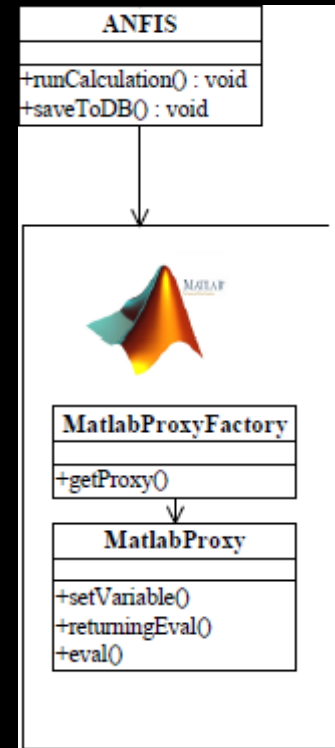 ANFIS
+runCalculation() : void
+saveToDB() : void
MATLAB
MatlabProxyFactory
+getProxy()
MatlabProxy
+setVariable()
+returningEval()
+eval()